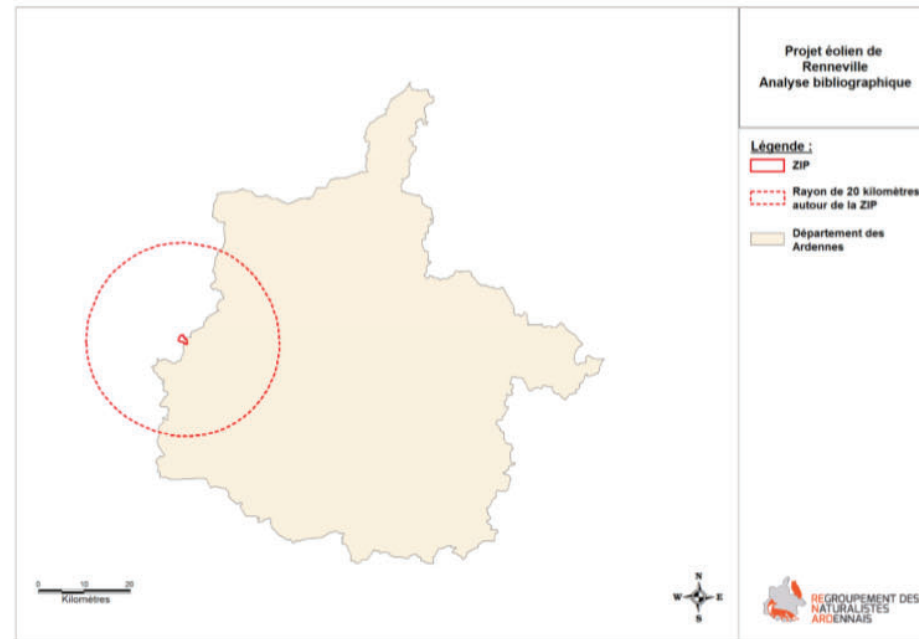 Projet éolien de
Renneville
Analyse bibliographique
Légende :
ZIP
Rayon de 20 kilomètres
autour de la ZIP
Département des
Ardennes
0 10 20
Kilomètres
N
W E
S
REGROUPEMENT DES
NATURALISTES
ARDENNAIS